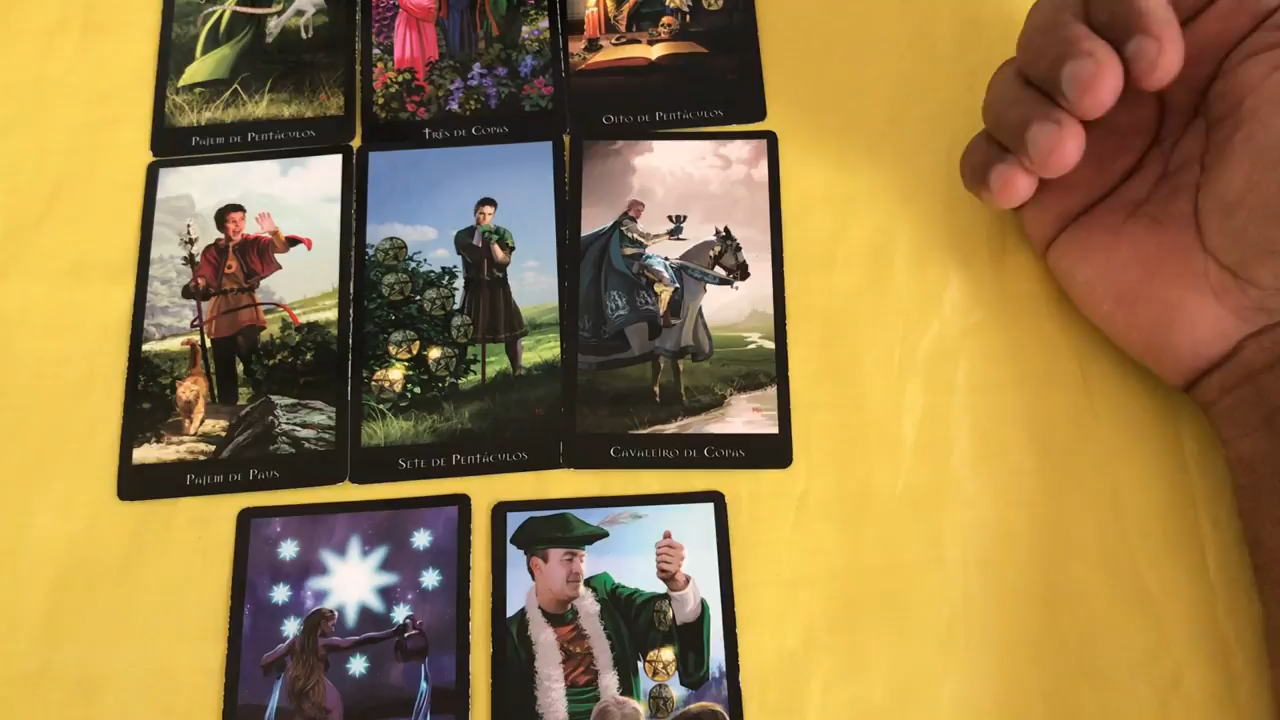 Pajem de Pentáculos
Três de Copas
Oito de Pentáculos
Pajem de Paus
Sete de Pentáculos
Cavaleiro de Copas